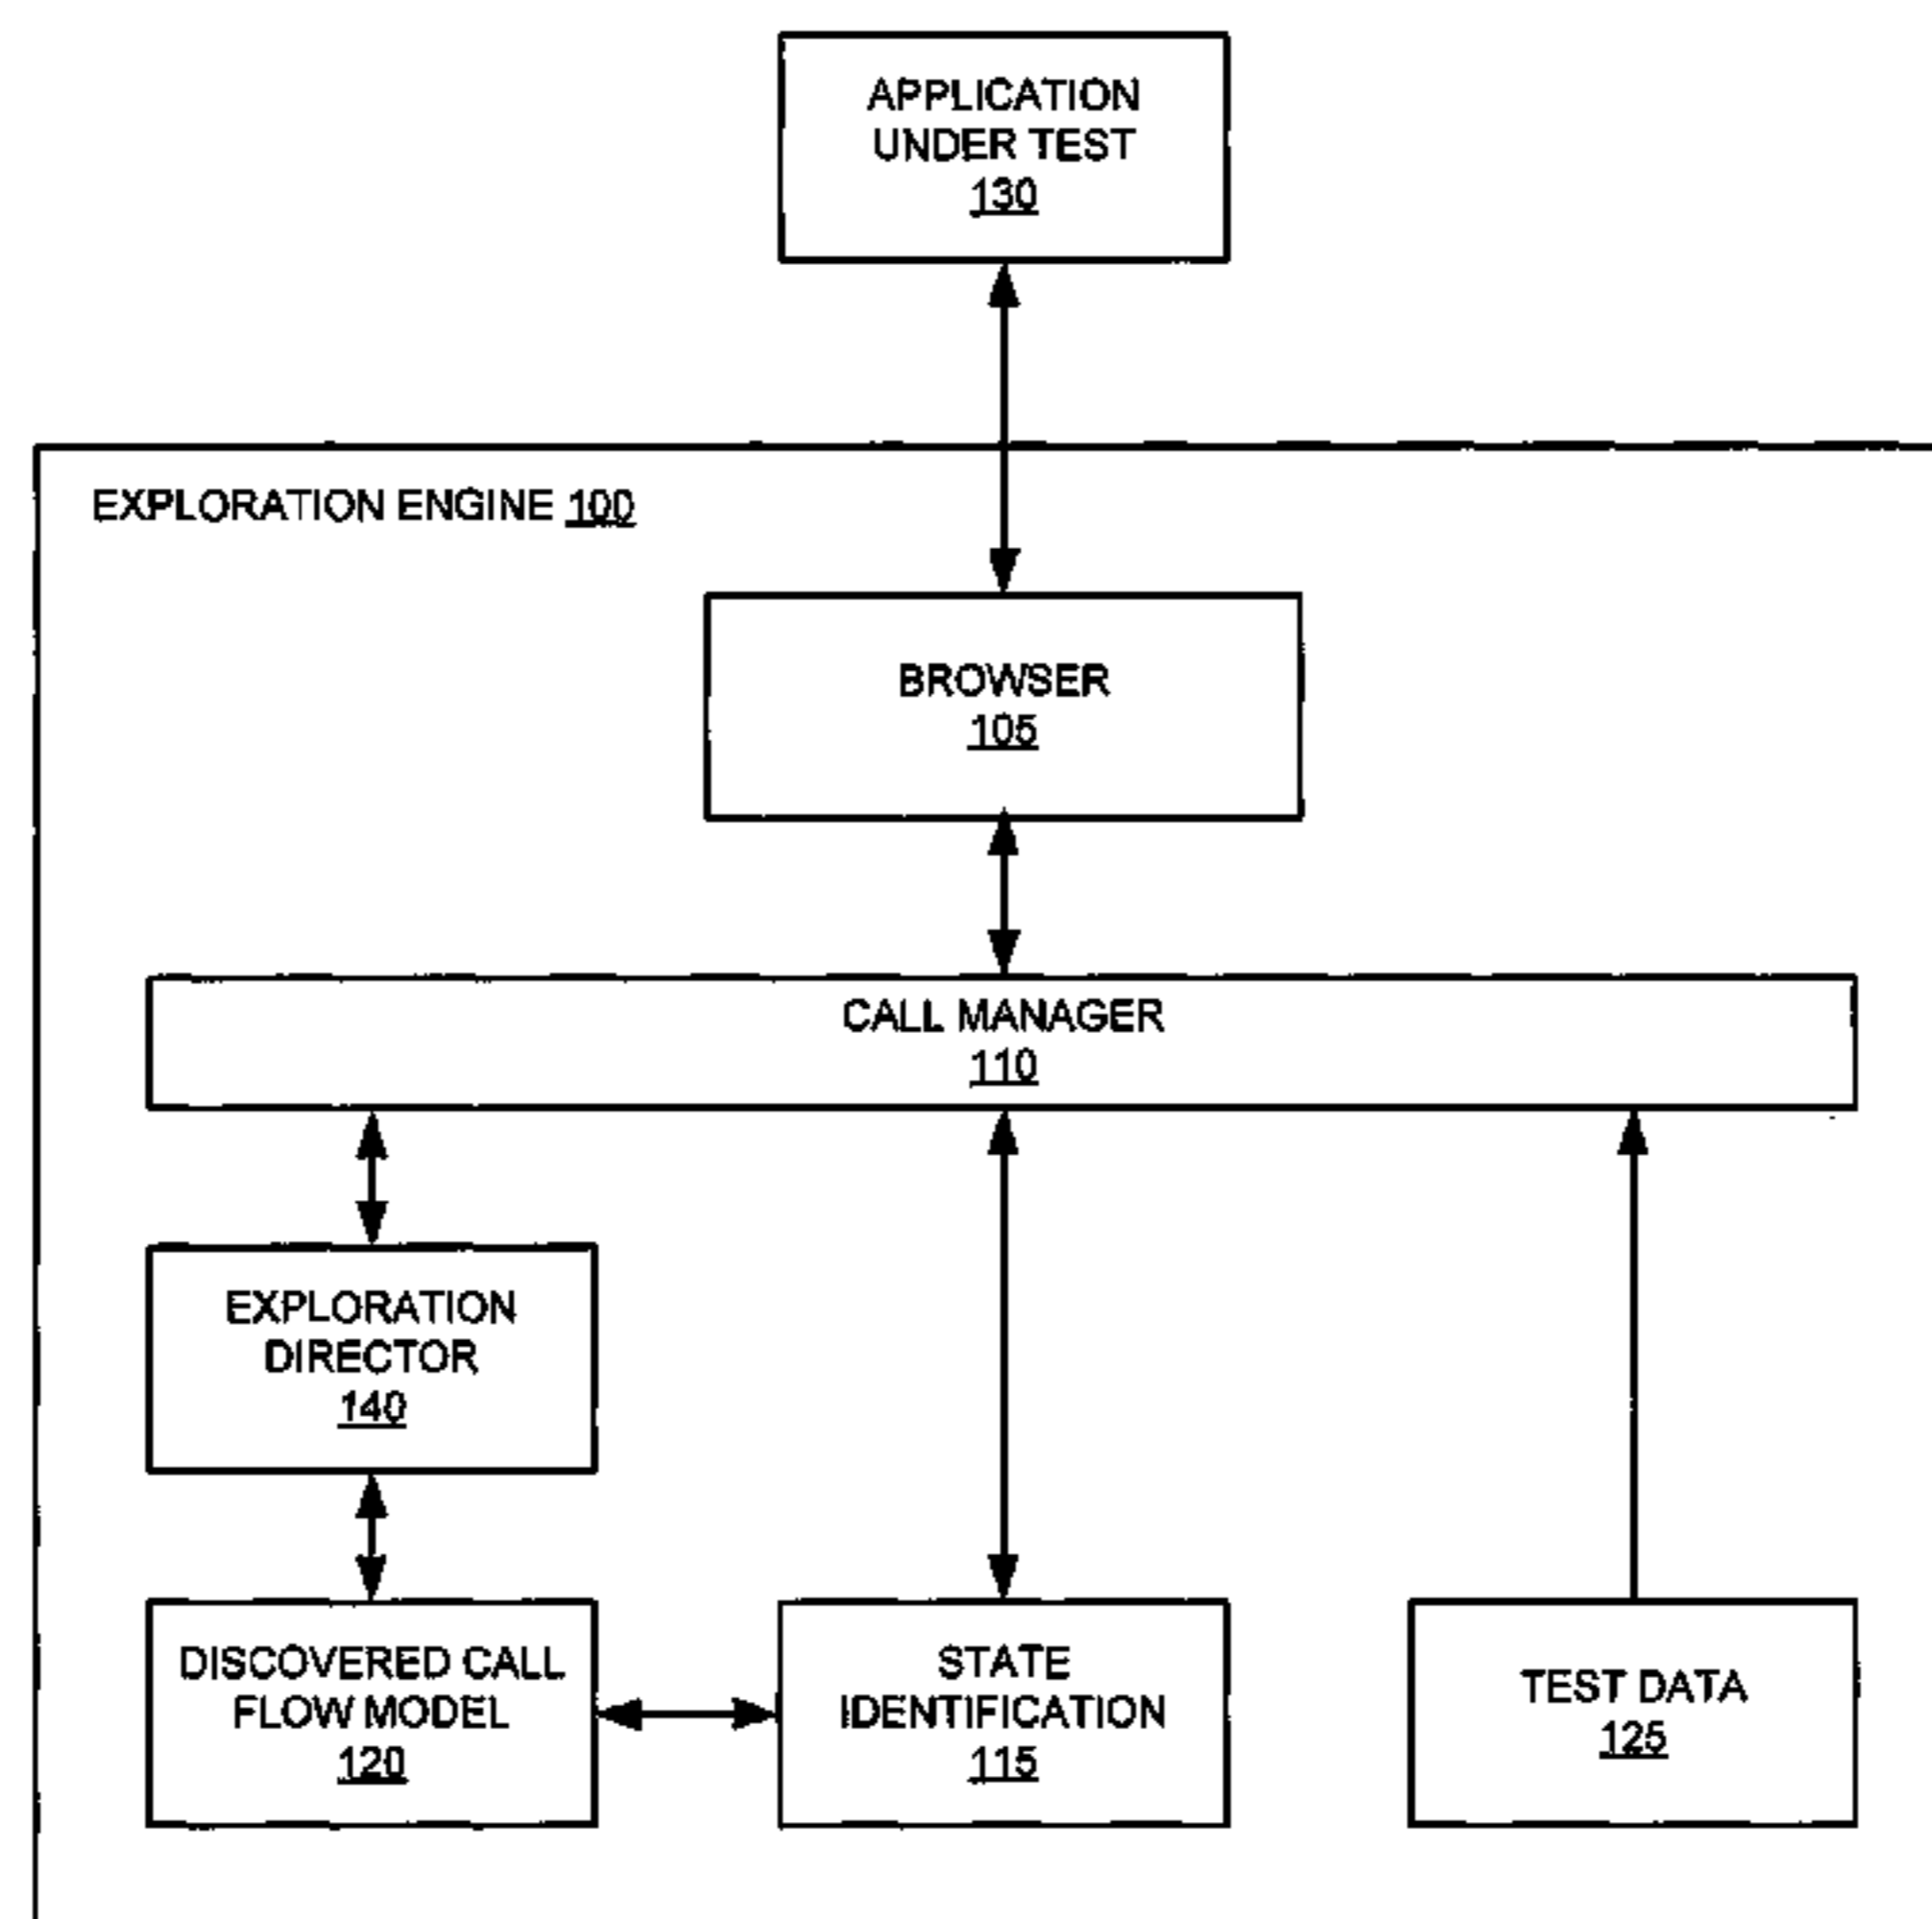 APPLICATION
UNDER TEST
130
EXPLORATION ENGINE 100
BROWSER
105
CALL MANAGER
110
EXPLORATION
DIRECTOR
140
DISCOVERED CALL
FLOW MODEL
120
STATE
IDENTIFICATION
115
TEST DATA
125